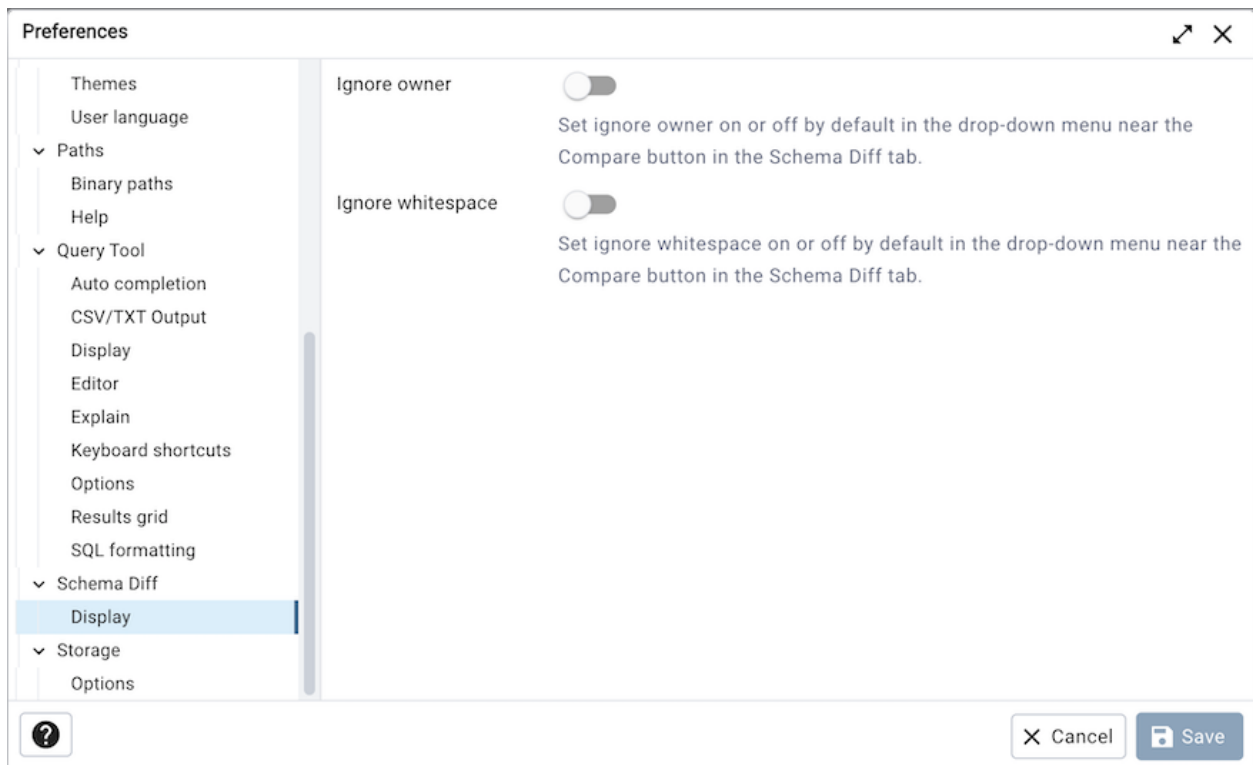 Preferences
Themes
User language
Paths
Binary paths
Help
Query Tool
Auto completion
CSV/TXT Output
Display
Editor
Explain
Keyboard shortcuts
Options
Results grid
SQL formatting
Schema Diff
Display
Storage
Options
Ignore owner
Set ignore owner on or off by default in the drop-down menu near the
Compare button in the Schema Diff tab.
Ignore whitespace
Set ignore whitespace on or off by default in the drop-down menu near the
Compare button in the Schema Diff tab.
Cancel
Save